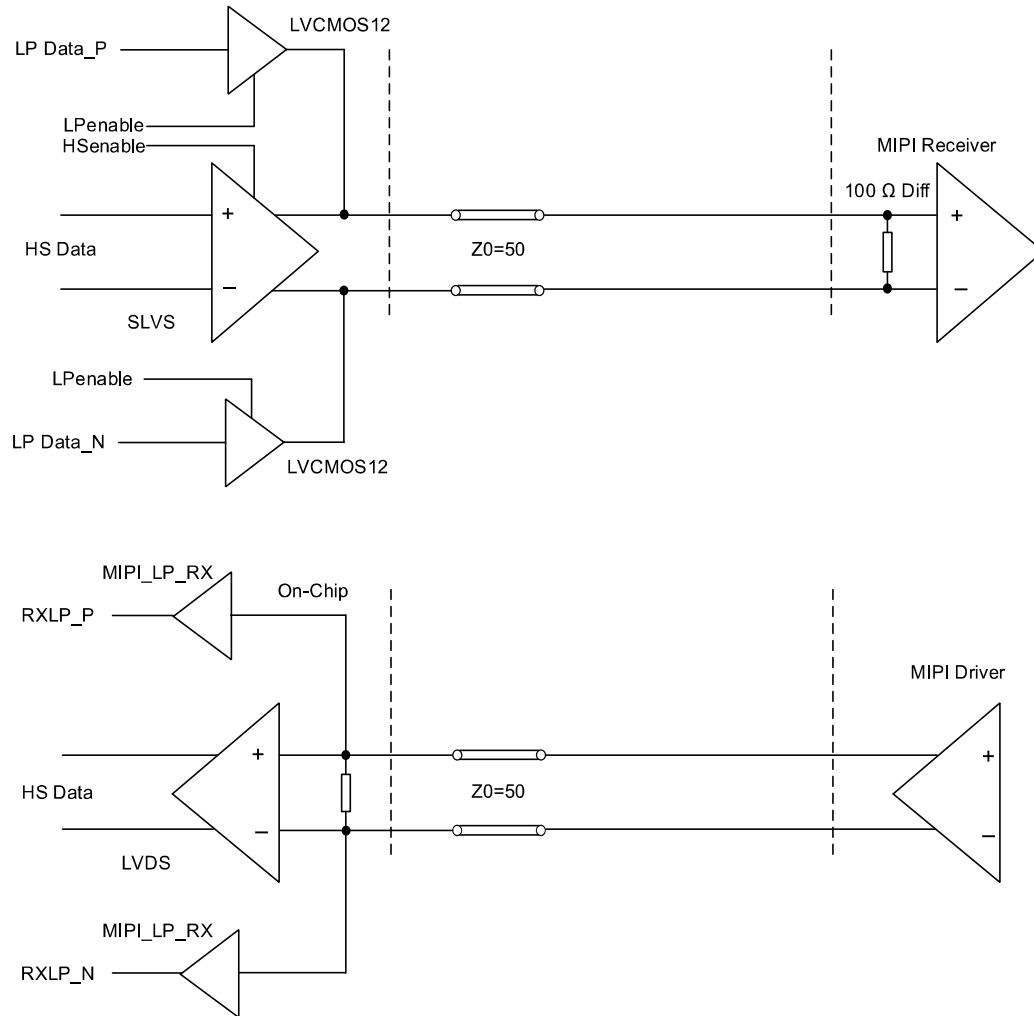 LVCMOS12
LP Data_P
LPenable
HSenable
MIPI Receiver
100 Ω Diff
+
+
HS Data
Z0=50
−
−
SLVS
LPenable
LP Data_N
LVCMOS12
MIPI_LP_RX
On-Chip
RXLP_P
MIPI Driver
+
+
HS Data
Z0=50
−
−
LVDS
MIPI_LP_RX
RXLP_N